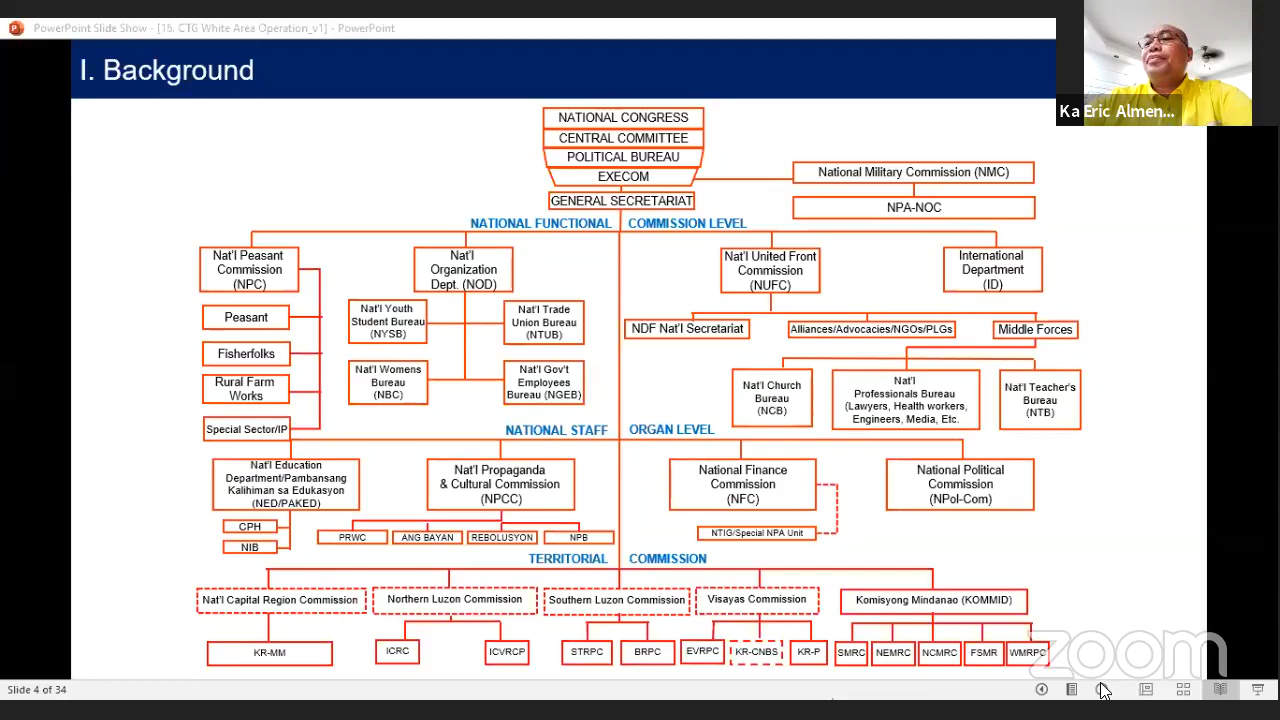 PowerPoint Slide Show - [15. CTG White Area Operation_v1] - PowerPoint
I. Background
Ka Eric Almen...
NATIONAL CONGRESS
CENTRAL COMMITTEE
POLITICAL BUREAU
EXECOM
GENERAL SECRETARIAT
National Military Commission (NMC)
NPA-NOC
NATIONAL FUNCTIONAL COMMISSION LEVEL
Nat'l Peasant
Commission
(NPC)
Nat'l
Organization
Dept. (NOD)
Nat'l United Front
Commission
(NUFC)
International
Department
(ID)
Peasant
Fisherfolks
Rural Farm
Works
Special Sector/IP
Nat'l Youth
Student Bureau
(NYSB)
Nat'l Trade
Union Bureau
(NTUB)
Nat'l Womens
Bureau
(NBC)
Nat'l Gov't
Employees
Bureau (NGEB)
NDF Nat'l Secretariat
Alliances/Advocacies/NGOs/PLGs
Middle Forces
Nat'l Church
Bureau
(NCB)
Nat'l
Professionals Bureau
(Lawyers, Health workers,
Engineers, Media, Etc.
Nat'l Teacher's
Bureau
(NTB)
NATIONAL STAFF ORGAN LEVEL
Nat'l Education
Department/Pambansang
Kalihiman sa Edukasyon
(NED/PAKED)
CPH
NIB
Nat'l Propaganda
& Cultural Commission
(NPCC)
PRWC
ANG BAYAN
REBOLUSYON
NPB
National Finance
Commission
(NFC)
NTIG/Special NPA Unit
National Political
Commission
(NPol-Com)
TERRITORIAL COMMISSION
Nat'l Capital Region Commission
Northern Luzon Commission
Southern Luzon Commission
Visayas Commission
Komisyong Mindanao (KOMMID)
KR-MM
ICRC
ICVRCP
STRPC
BRPC
EVRPC
KR-CNBS
KR-P
SMRC
NEMRC
NCMRC
FSMR
WMRPC
zoom
Slide 4 of 34